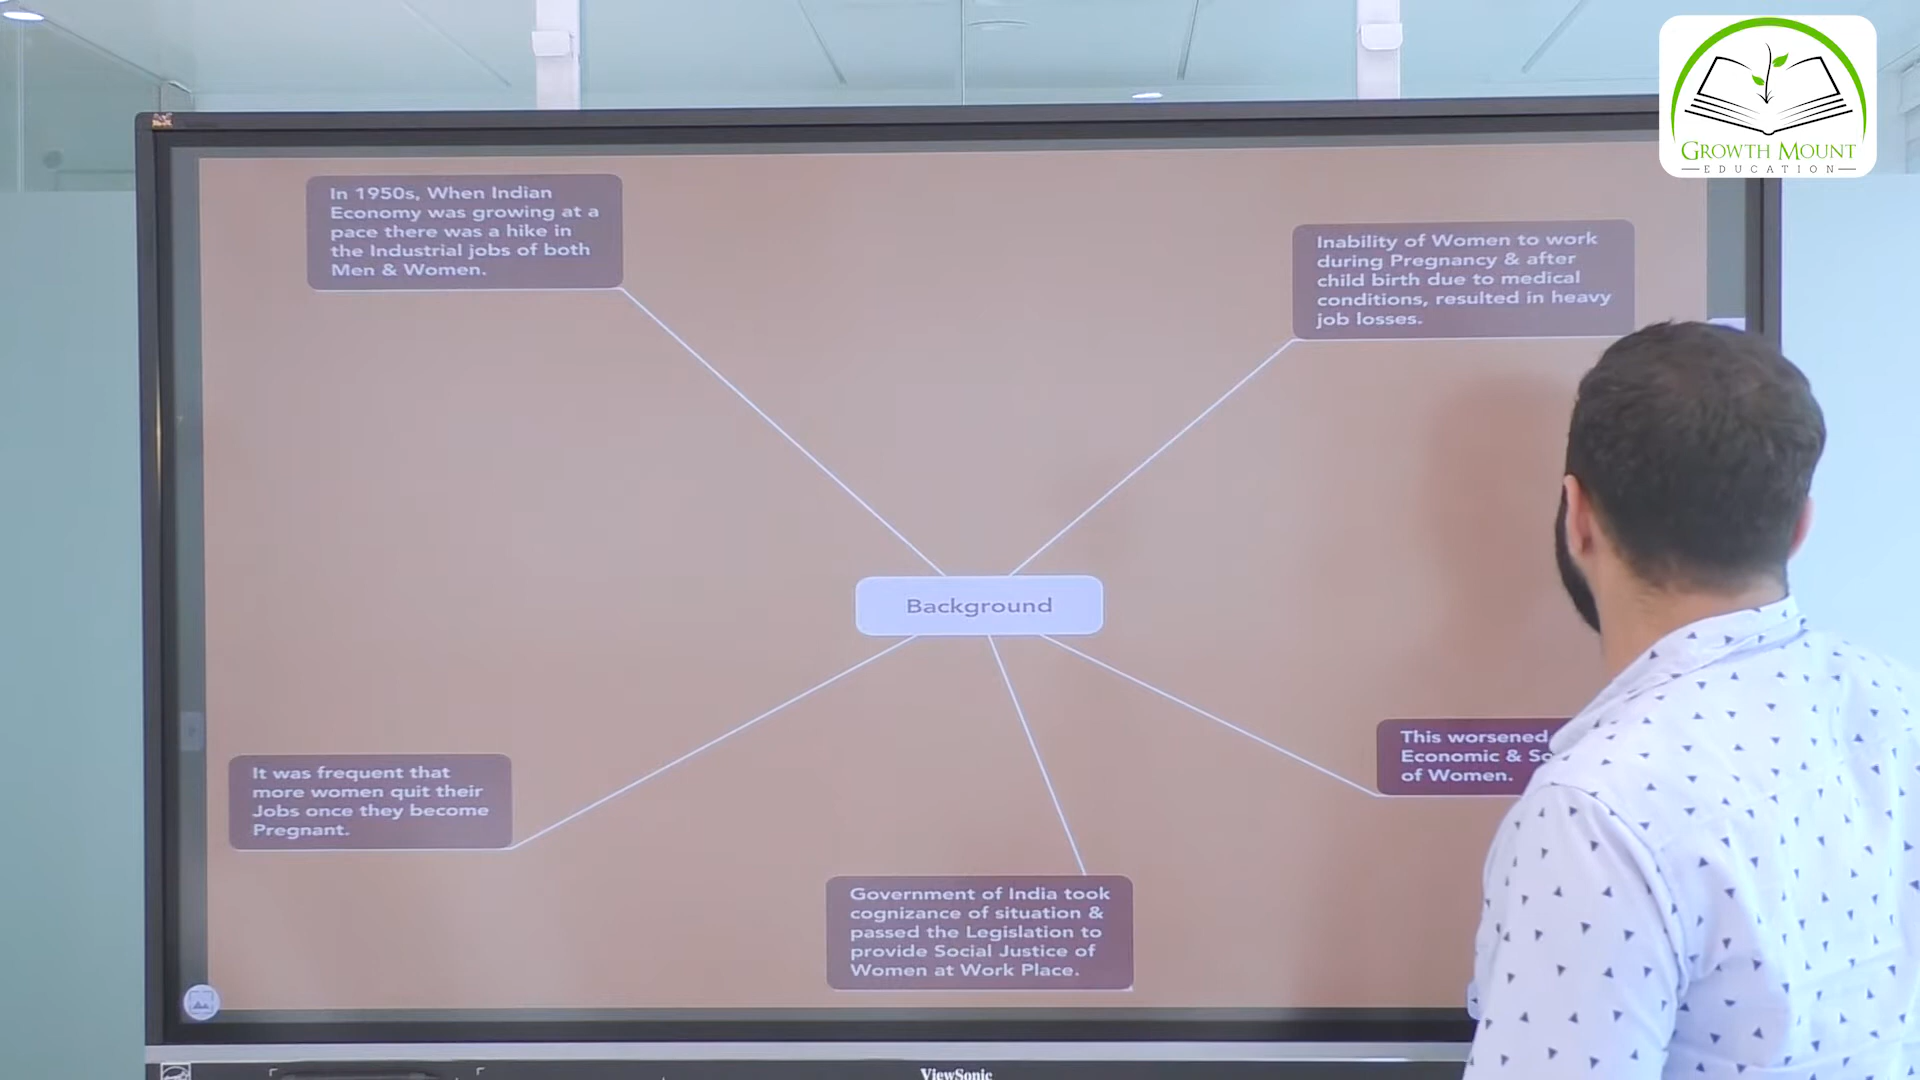 GROWTH MOUNT
EDUCATION
In 1950s, When Indian
Economy was growing at a
pace there was a hike in
the Industrial jobs of both
Men & Women.
Inability of Women to work
during Pregnancy & after
child birth due to medical
conditions, resulted in heavy
job losses.
Background
This worsened
Economic &
of Women.
It was frequent that
more women quit their
Jobs once they become
Pregnant.
Government of India took
cognizance of situation &
passed the Legislation to
provide Social Justice of
Women at Work Place.
ViewSonic